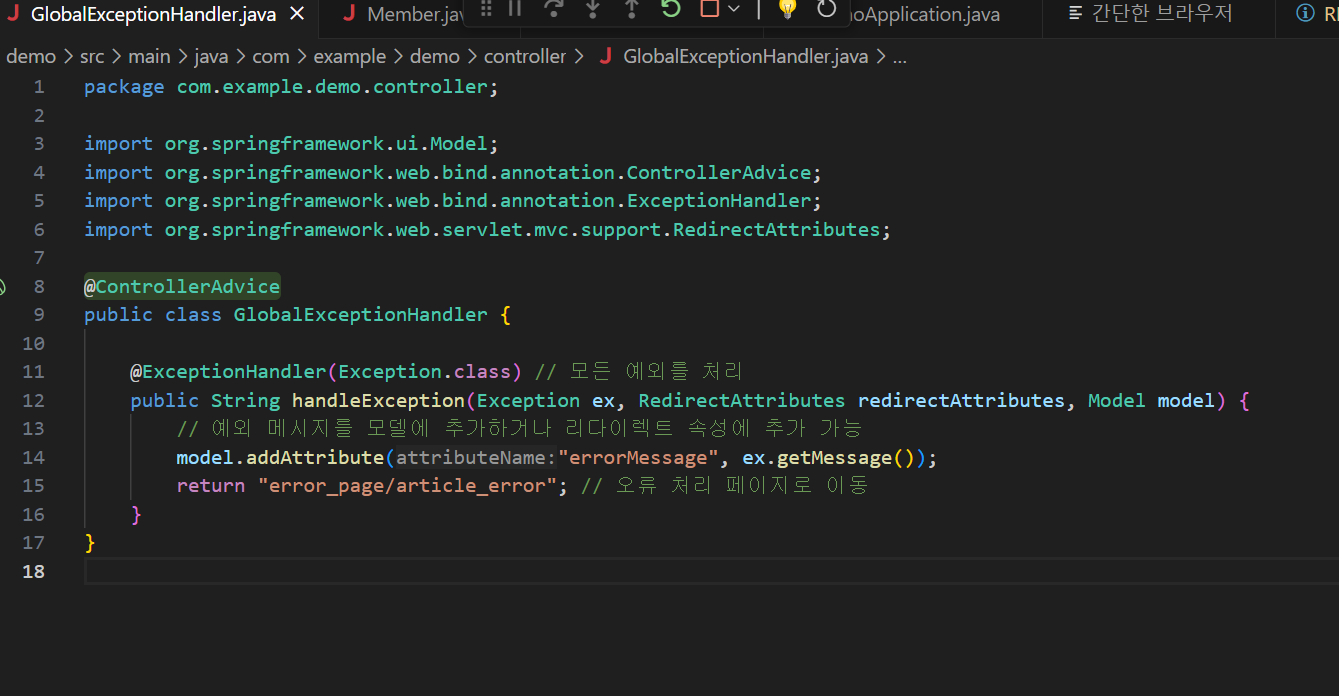 GlobalExceptionHandler.java Member.jav oApplication.java 간단한 브라우저
demo > src > main > java > com > example > demo > controller > GlobalExceptionHandler.java > ...
1 package com.example.demo.controller;
2
3 import org.springframework.ui.Model;
4 import org.springframework.web.bind.annotation.ControllerAdvice;
5 import org.springframework.web.bind.annotation.ExceptionHandler;
6 import org.springframework.web.servlet.mvc.support.RedirectAttributes;
7
8 @ControllerAdvice
9 public class GlobalExceptionHandler {
10
11 @ExceptionHandler(Exception.class) // 모든 예외를 처리
12 public String handleException(Exception ex, RedirectAttributes redirectAttributes, Model model) {
13 // 예외 메시지를 모델에 추가하거나 리다이렉트 속성에 추가 가능
14 model.addAttribute(attributeName:"errorMessage", ex.getMessage());
15 return "error_page/article_error"; // 오류 처리 페이지로 이동
16 }
17 }
18